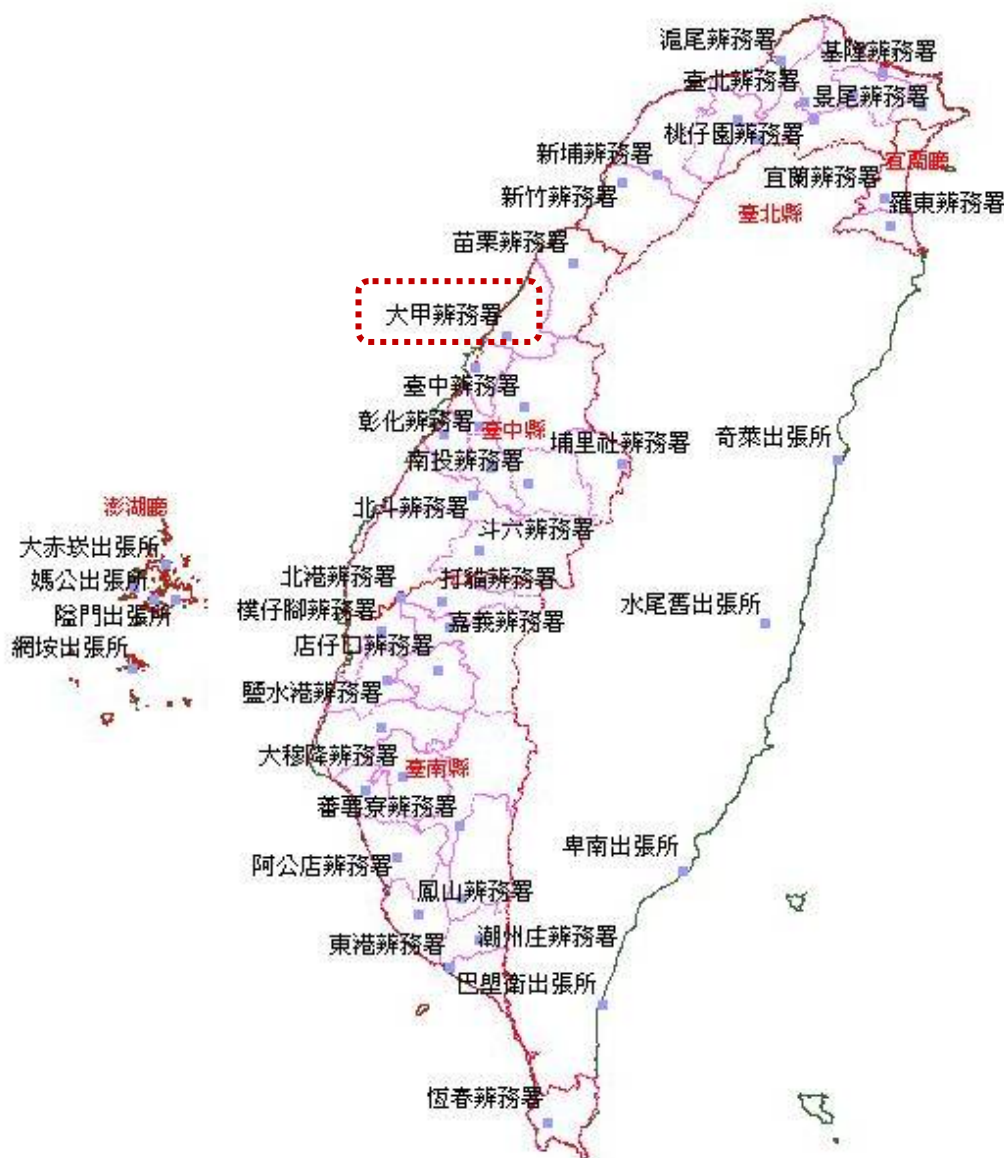 滬尾辨務署
基隆辨務署
臺北辨務署
景尾辨務署
桃仔園辨務署
新埔辨務署
宜蘭廳
宜蘭辨務署
新竹辨務署
羅東辨務署
臺北縣
苗栗辨務署
大甲辨務署
臺中辨務署
彰化辨務署
臺中縣
奇萊出張所
埔里社辨務署
南投辨務署
澎湖廳
北斗辨務署
斗六辨務署
大赤崁出張所
北港辨務署
打貓辨務署
媽公出張所
樸仔腳辨務署
水尾舊出張所
隘門出張所
嘉義辨務署
店仔口辨務署
網垵出張所
鹽水港辨務署
大穆降辨務署
臺南縣
蕃薯寮辨務署
卑南出張所
阿公店辨務署
鳳山辨務署
東港辨務署
潮州庄辨務署
巴塱衛出張所
恆春辨務署